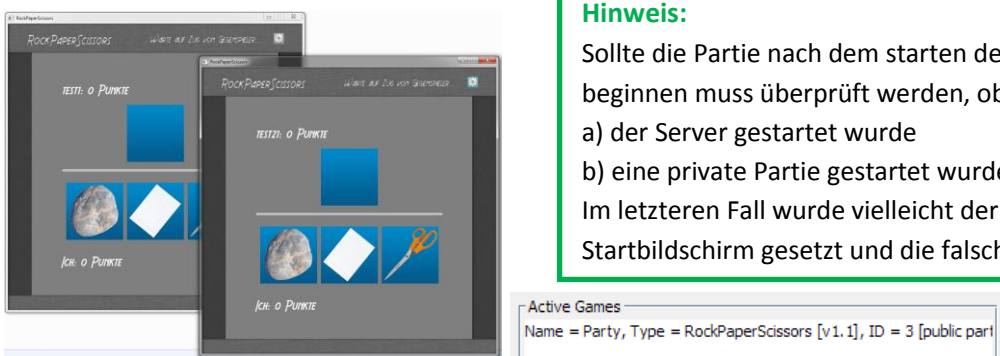 RockPaperScissors
RockPaperScissors Warte auf Zug von Gegenspieler...
test1: 0 Punkte
Ich: 0 Punkte
RockPaperScissors
RockPaperScissors Warte auf Zug von Gegenspieler...
test21: 0 Punkte
Ich: 0 Punkte
Hinweis:
Sollte die Partie nach dem starten de
beginnen muss überprüft werden, ob
a) der Server gestartet wurde
b) eine private Partie gestartet wurde
Im letzteren Fall wurde vielleicht der
Startbildschirm gesetzt und die falsch
Active Games
Name = Party, Type = RockPaperScissors [v1.1], ID = 3 [public part